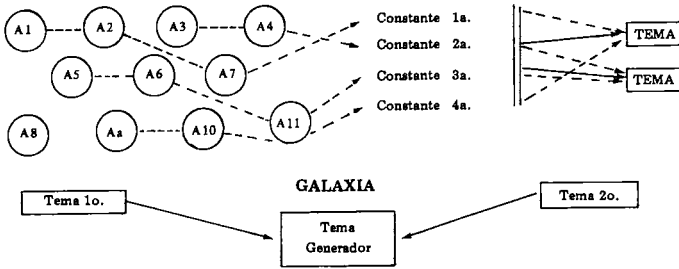 A1
A2
A3
A4
Constante 1a.
Constante 2a.
TEMA
A5
A6
A7
Constante 3a.
TEMA
Constante 4a.
A8
Aa
A10
A11
GALAXIA
Tema 1o.
Tema 2o.
Tema
Generador